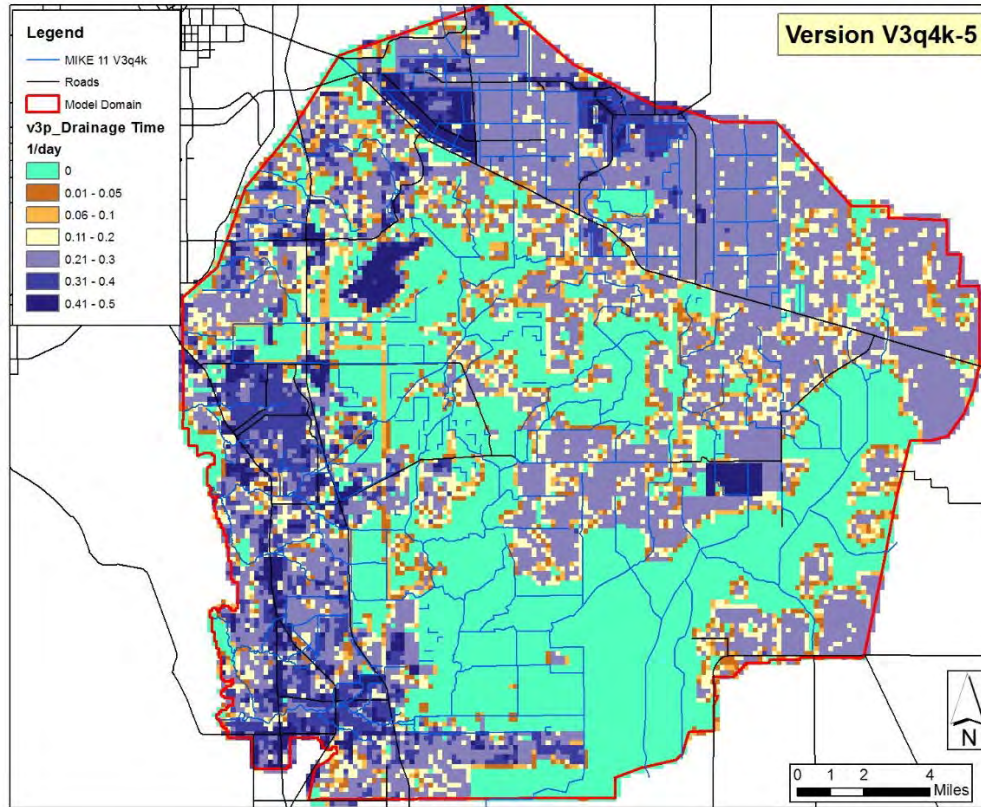 Legend
MIKE 11 V3q4k
Roads
Model Domain
v3p_Drainage Time
1/day
0
0.01 - 0.05
0.06 - 0.1
0.11 - 0.2
0.21 - 0.3
0.31 - 0.4
0.41 - 0.5
Version V3q4k-5
N
0 1 2 4
Miles